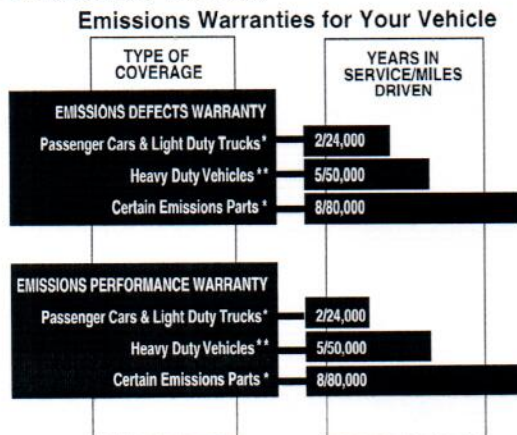 Emissions Warranties for Your Vehicle
TYPE OF
COVERAGE
YEARS IN
SERVICE/MILES
DRIVEN
EMISSIONS DEFECTS WARRANTY
Passenger Cars & Light Duty Trucks* 2/24,000
Heavy Duty Vehicles** 5/50,000
Certain Emissions Parts * 8/80,000
EMISSIONS PERFORMANCE WARRANTY
Passenger Cars & Light Duty Trucks* 2/24,000
Heavy Duty Vehicles** 5/50,000
Certain Emissions Parts * 8/80,000